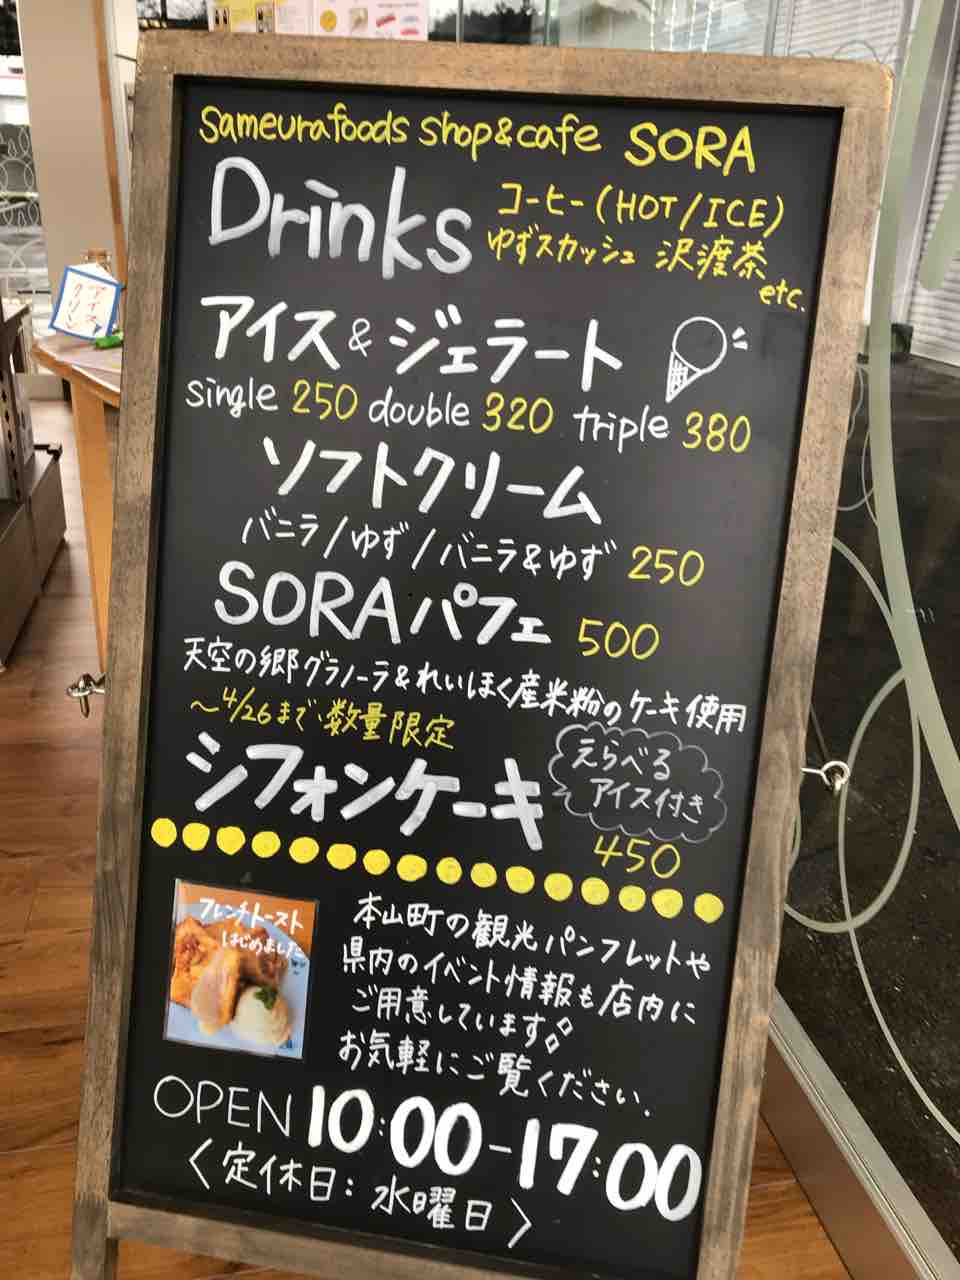 Sameurafoods shop&cafe SORA
Drinks
コーヒー(HOT/ICE)
ゆずスカッシュ 沢渡茶
etc.
アイス
クリン
アイス&ジェラート
single 250 double 320 triple 380
ソフトクリーム
バニラ/ゆず/バニラ&ゆず 250
SORAパフェ 500
天空の郷グラノーラ&れいほく産米粉のケーキ使用
〜4/26まで・数量限定
シフォンケーキ
えらべる
アイス付き
450
フレンチトースト
はじめました
本山町の観光パンフレットや
県内のイベント情報も店内に
ご用意しています
お気軽にご覧ください.
OPEN 10:00-17:00
〈定休日:水曜日〉